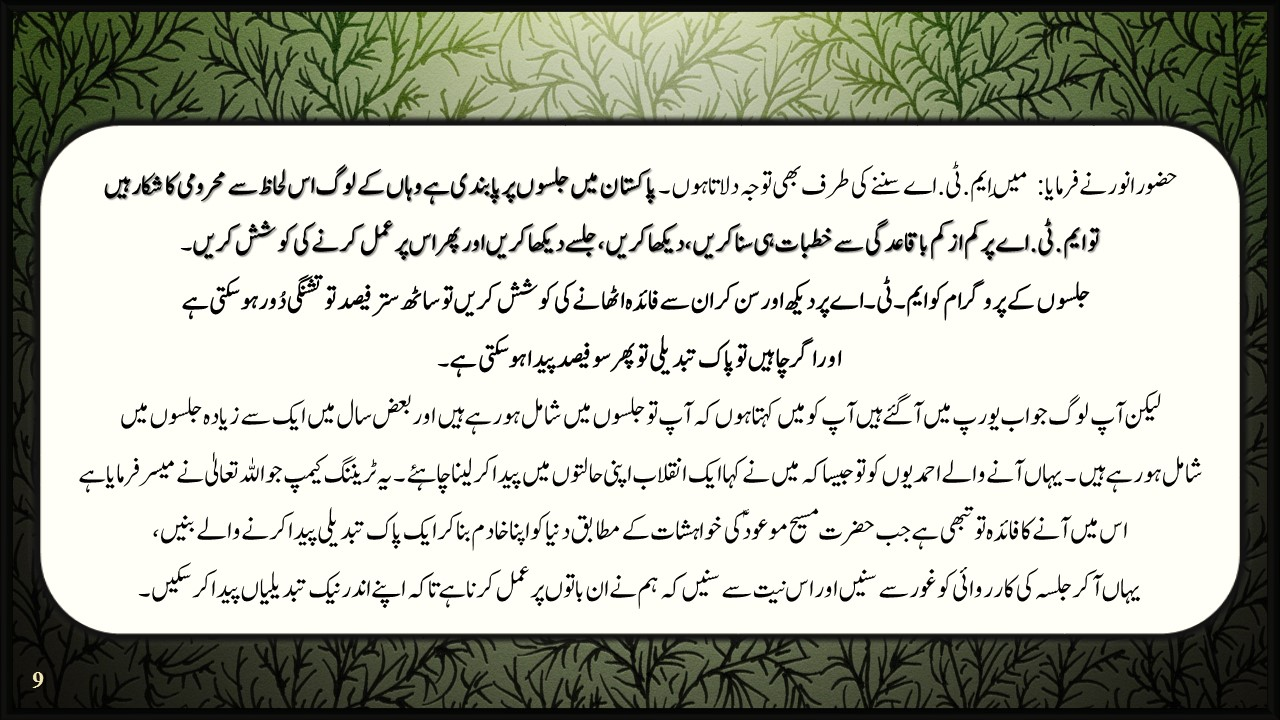 حضور انور نے فرمایا: میں ایم.ٹی.اے سننے کی طرف بھی توجہ دلاتا ہوں۔ پاکستان میں جلسوں پر پابندی ہے وہاں کے لوگ اس لحاظ سے محرومی کا شکار ہیں
تو ایم.ٹی.اے پر کم از کم باقاعدگی سے خطبات ہی سنا کریں، دیکھا کریں، جلسے دیکھا کریں اور پھر اس پر عمل کرنے کی کوشش کریں۔
جلسوں کے پروگرام کو ایم۔ٹی۔اے پر دیکھ اور سن کر ان سے فائدہ اٹھانے کی کوشش کریں تو ساٹھ ستر فیصد تو تشنگی دُور ہو سکتی ہے
اور اگر چاہیں تو پاک تبدیلی تو پھر سو فیصد پیدا ہو سکتی ہے۔
لیکن آپ لوگ جو اب یورپ میں آگئے ہیں آپ کو میں کہتا ہوں کہ آپ تو جلسوں میں شامل ہو رہے ہیں اور بعض سال میں ایک سے زیادہ جلسوں میں
شامل ہو رہے ہیں۔ یہاں آنے والے احمدیوں کو تو جیسا کہ میں نے کہا ایک انقلاب اپنی حالتوں میں پیدا کر لینا چاہئے۔ یہ ٹریننگ کیمپ جو اللہ تعالیٰ نے میسر فرمایا ہے
اس میں آنے کا فائدہ تو تبھی ہے جب حضرت مسیح موعودؑ کی خواہشات کے مطابق دنیا کو اپنا خادم بنا کر ایک پاک تبدیلی پیدا کرنے والے بنیں،
یہاں آ کر جلسہ کی کارروائی کو غور سے سنیں اور اس نیت سے سنیں کہ ہم نے ان باتوں پر عمل کرنا ہے تاکہ اپنے اندر نیک تبدیلیاں پیدا کر سکیں۔
9